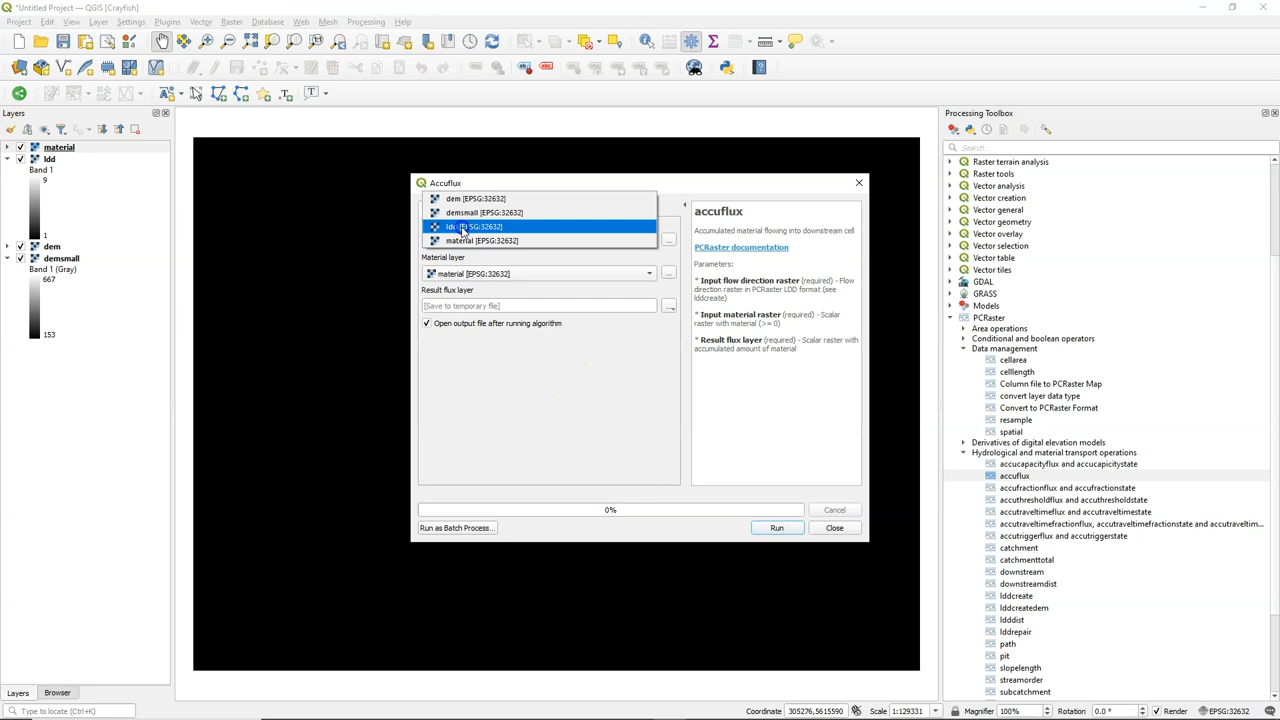 *Untitled Project — QGIS [Crayfish]
Project Edit View Layer Settings Plugins Vector Raster Database Web Mesh Processing Help
Layers
material
ldd
Band 1
9
1
dem
demsmall
Band 1 (Gray)
667
153
Layers Browser
Accuflux
dem [EPSG:32632]
demsmall [EPSG:32632]
material [EPSG:32632]
Material layer
material [EPSG:32632]
Result flux layer
[Save to temporary file]
Open output file after running algorithm
0%
Cancel
Run as Batch Process...
Run
Close
accuflux
Accumulated material flowing into downstream cell
PCRaster documentation
Parameters:
* Input flow direction raster (required) - Flow
direction raster in PCRaster LDD format (see
lddcreate)
* Input material raster (required) - Scalar
raster with material (>= 0)
* Result flux layer (required) - Scalar raster with
accumulated amount of material
Processing Toolbox
Search...
Raster terrain analysis
Raster tools
Vector analysis
Vector creation
Vector general
Vector geometry
Vector overlay
Vector selection
Vector table
Vector tiles
GDAL
GRASS
Models
PCRaster
Area operations
Conditional and boolean operators
Data management
cellarea
celllength
Column file to PCRaster Map
convert layer data type
Convert to PCRaster Format
resample
spatial
Derivatives of digital elevation models
Hydrological and material transport operations
accucapacityflux and accucapicitystate
accuflux
accufractionflux and accufractionstate
accuthresholdflux and accuthresholdstate
accutraveltimeflux and accutraveltimestate
accutraveltimefractionflux, accutraveltimefractionstate and accutraveltim...
accutriggerflux and accutriggerstate
catchment
catchmenttotal
downstream
downstreamdist
lddcreate
lddcreatedem
ldddist
lddrepair
path
pit
slopelength
streamorder
subcatchment
Type to locate (Ctrl+K)
Coordinate 305276,5615590 Scale 1:129331 Magnifier 100% Rotation 0.0 ° Render EPSG:32632